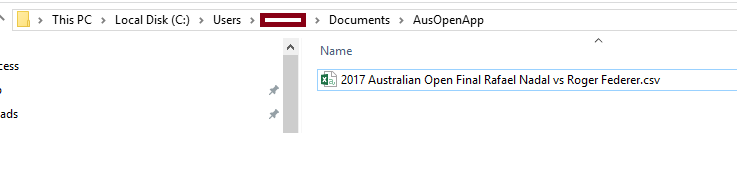 This PC > Local Disk (C:) > Users > > Documents > AusOpenApp
Name
cess
2017 Australian Open Final Rafael Nadal vs Roger Federer.csv
ads